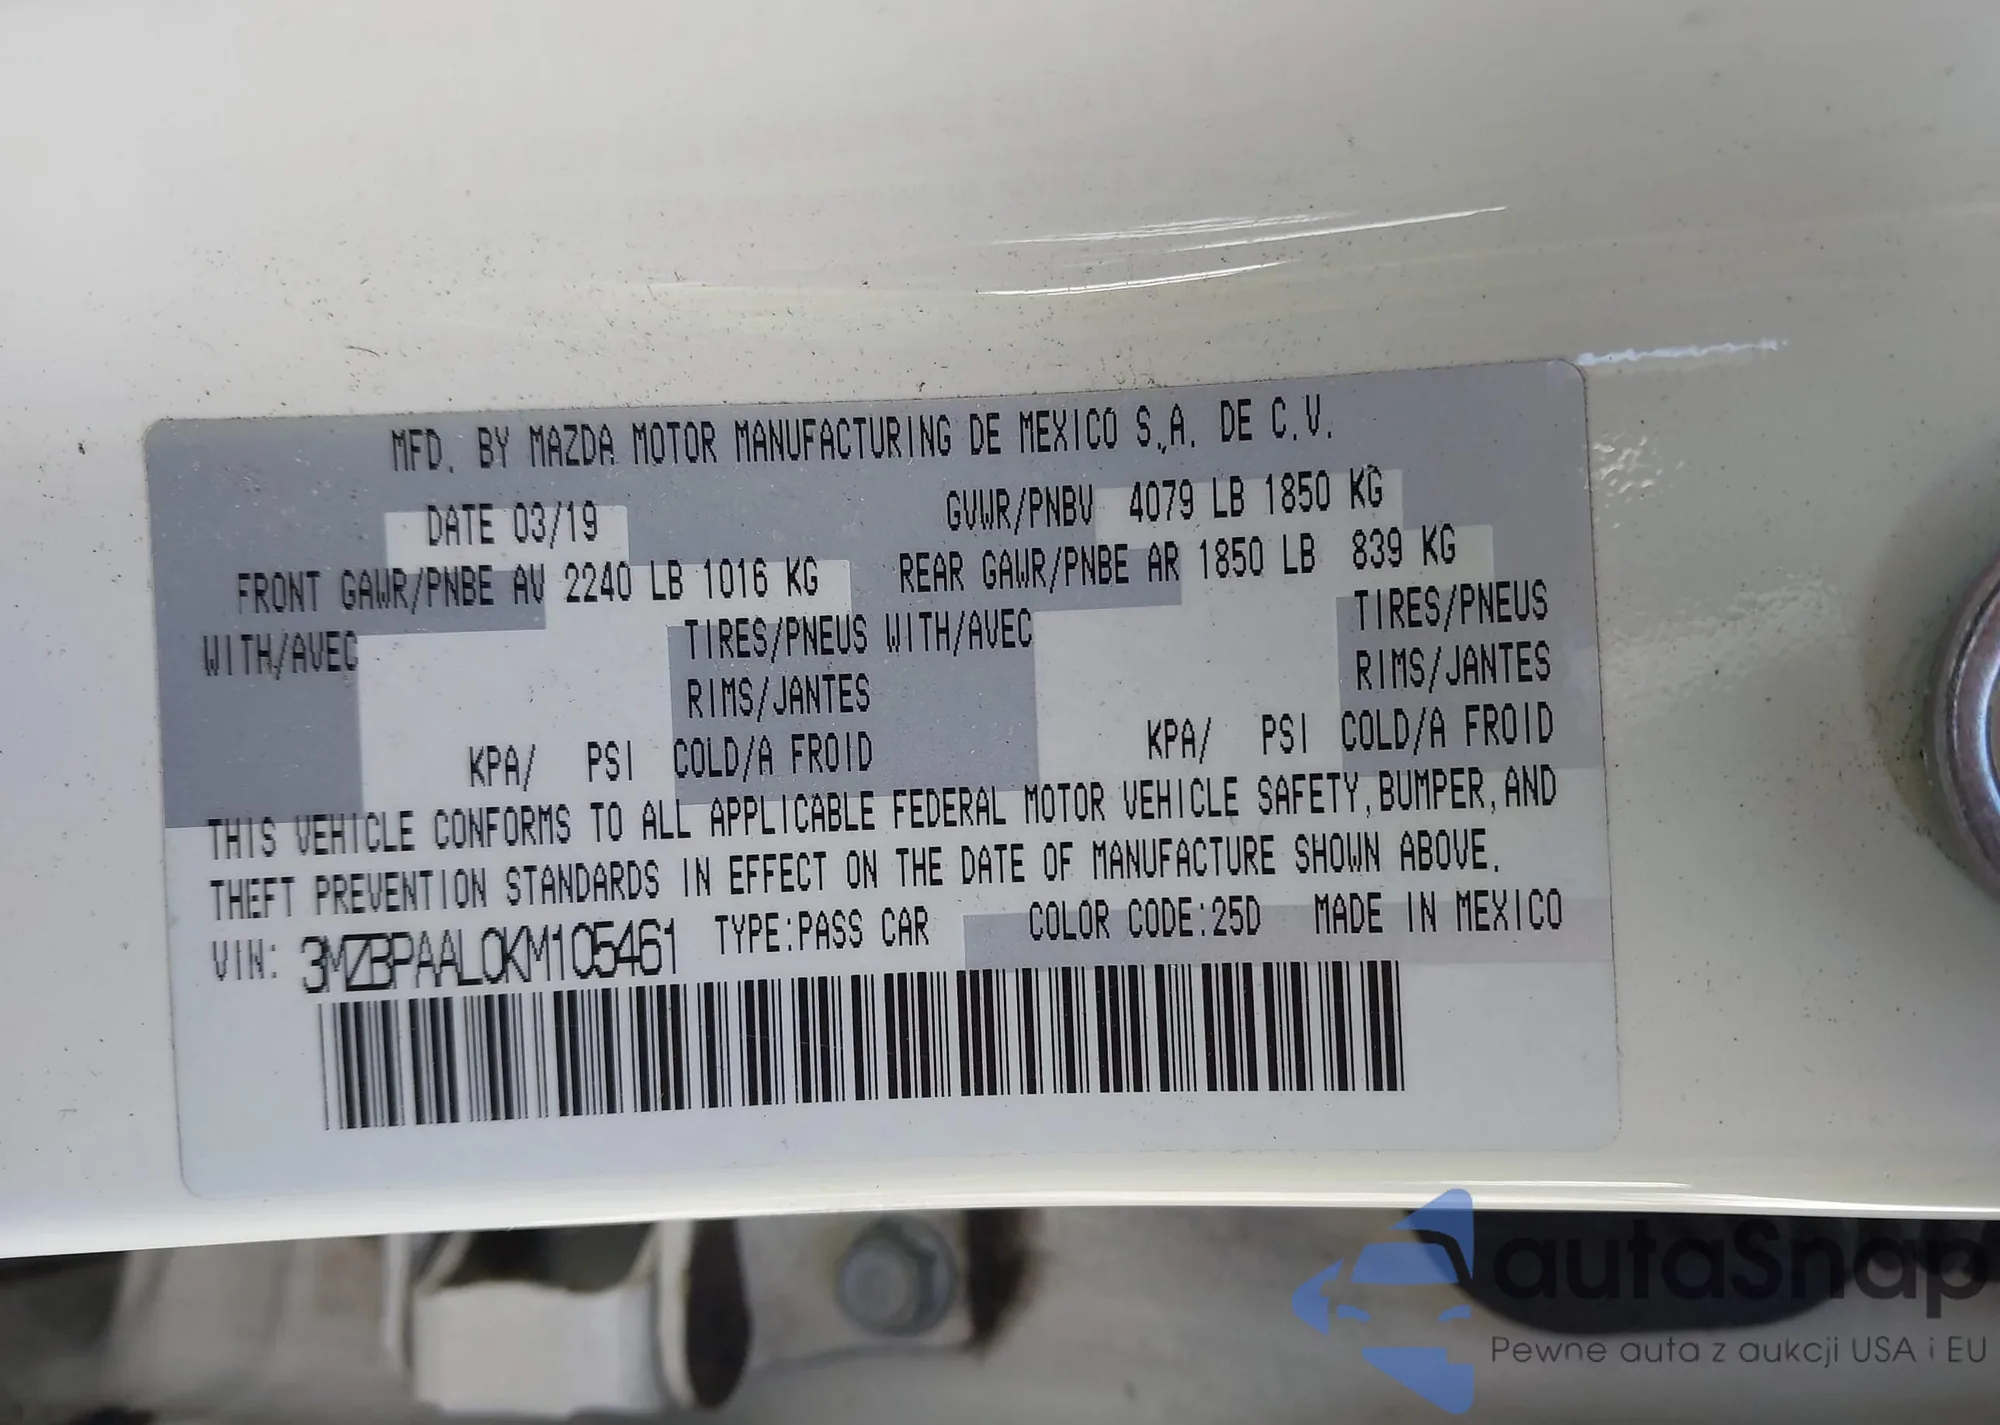 MFD. BY MAZDA MOTOR MANUFACTURING DE MEXICO S.A. DE C.V.
DATE 03/19 GVWR/PNBV 4079 LB 1850 KG
FRONT GAWR/PNBE AV 2240 LB 1016 KG REAR GAWR/PNBE AR 1850 LB 839 KG
WITH/AVEC TIRES/PNEUS WITH/AVEC TIRES/PNEUS
RIMS/JANTES RIMS/JANTES
KPA/ PSI COLD/A FROID KPA/ PSI COLD/A FROID
THIS VEHICLE CONFORMS TO ALL APPLICABLE FEDERAL MOTOR VEHICLE SAFETY, BUMPER, AND
THEFT PREVENTION STANDARDS IN EFFECT ON THE DATE OF MANUFACTURE SHOWN ABOVE.
VIN: 3MZBPAAL0KM105461 TYPE:PASS CAR COLOR CODE:25D MADE IN MEXICO
autaSnap
Pewne auta z aukcji USA i EU